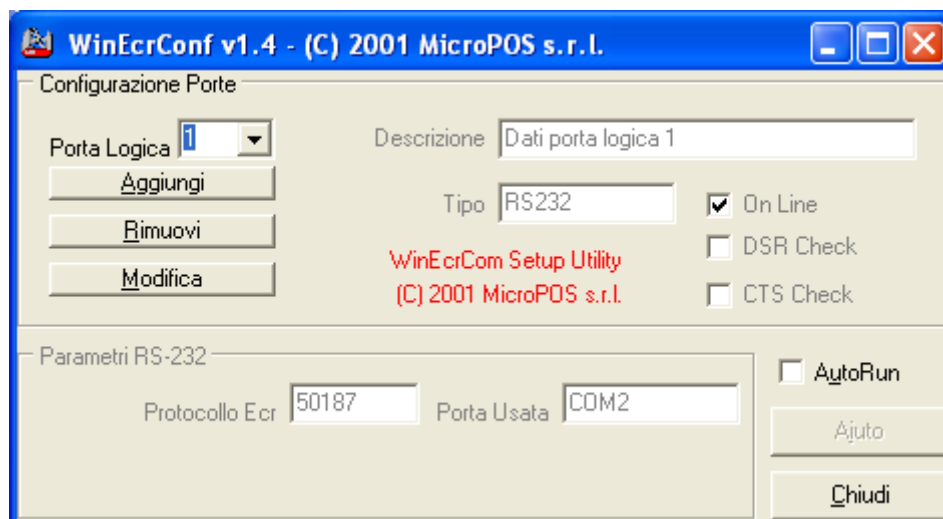 WinEcrConf v1.4 - (C) 2001 MicroPOS s.r.l.
Configurazione Porte
Porta Logica 1
Descrizione Dati porta logica 1
Aggiungi
Tipo RS232
On Line
Rimuovi
DSR Check
WinEcrCom Setup Utility
Modifica
(C) 2001 MicroPOS s.r.l.
CTS Check
Parametri RS-232
AutoRun
Protocollo Ecr 50187
Porta Usata COM2
Aiuto
Chiudi